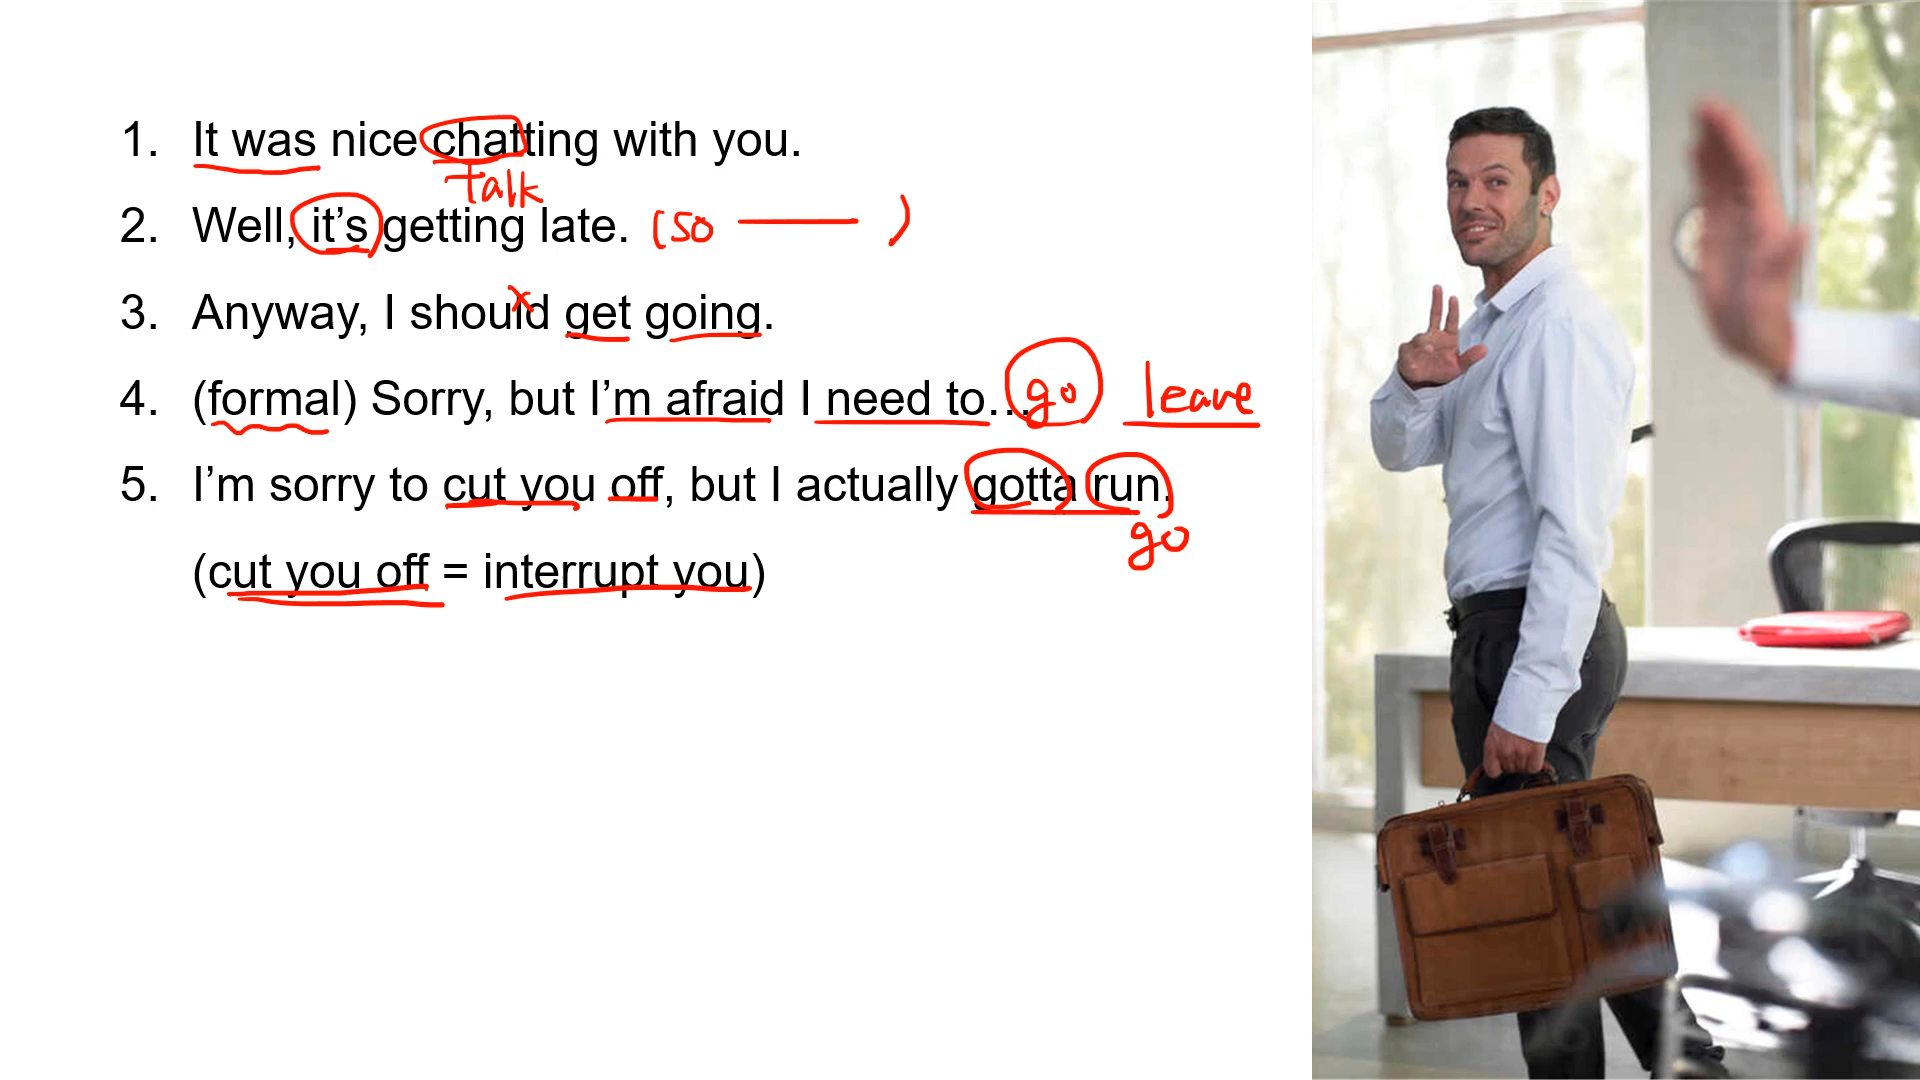 1. It was nice chatting with you.
Talk
2. Well, it's getting late. (so ___ )
3. Anyway, I should get going.
x
4. (formal) Sorry, but I'm afraid I need to… go leave
5. I'm sorry to cut you off, but I actually gotta run.
go
(cut you off = interrupt you)